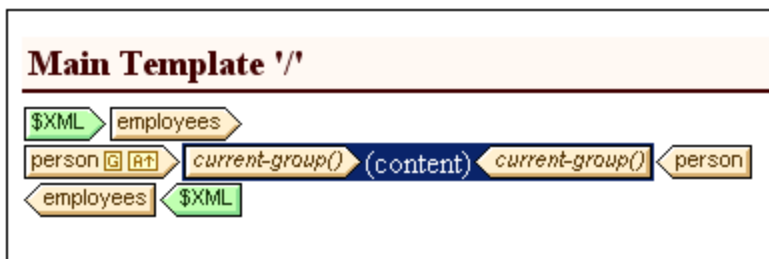 Main Template '/'
$XML employees
person G A↑ current-group() (content) current-group() person
employees $XML